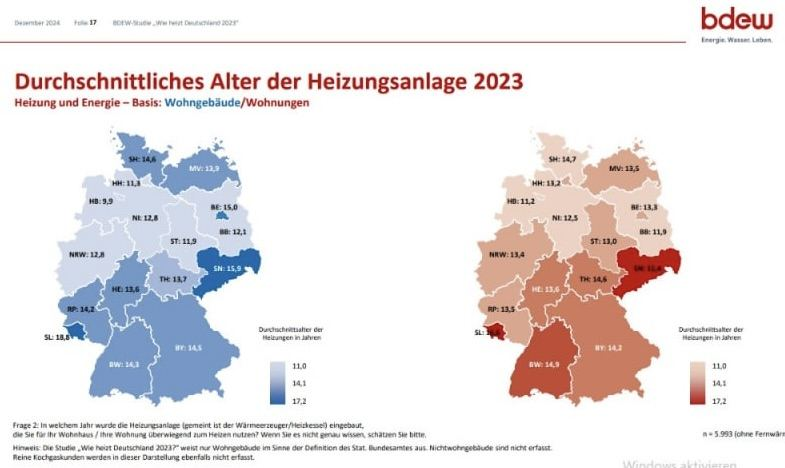 Dezember 2024 Folie 17 BDEW-Studie „Wie heizt Deutschland 2023?"
bdew
Energie. Wasser. Leben.
Durchschnittliches Alter der Heizungsanlage 2023
Heizung und Energie – Basis: Wohngebäude/Wohnungen
SH: 14,6
MV: 13,9
HH: 11,3
HB: 9,9
BE: 15,0
NI: 12,8
BB: 12,1
ST: 11,9
NRW: 12,8
SN: 15,9
TH: 13,7
HE: 13,6
RP: 14,2
SL: 18,8
BY: 14,5
BW: 14,3
Durchschnittsalter der
Heizungen in Jahren
11,0
14,1
17,2
SH: 14,7
MV: 13,5
HH: 13,2
HB: 11,2
BE: 13,3
NI: 12,5
BB: 11,9
ST: 13,0
NRW: 13,4
SN:
TH: 14,6
HE: 13,6
RP: 13,5
SL:
BY: 14,2
BW: 14,9
Durchschnittsalter der
Heizungen in Jahren
11,0
14,1
17,2
Frage 2: In welchem Jahr wurde die Heizungsanlage (gemeint ist der Wärmeerzeuger/Heizkessel) eingebaut,
die Sie für Ihr Wohnhaus / Ihre Wohnung überwiegend zum Heizen nutzen? Wenn Sie es nicht genau wissen, schätzen Sie bitte.
n = 5.993 (ohne Fernwärm
Hinweis: Die Studie „Wie heizt Deutschland 2023?" weist nur Wohngebäude im Sinne der Definition des Stat. Bundesamtes aus. Nichtwohngebäude sind nicht erfasst.
Reine Kochgaskunden werden in dieser Darstellung ebenfalls nicht erfasst.
Windows aktivieren